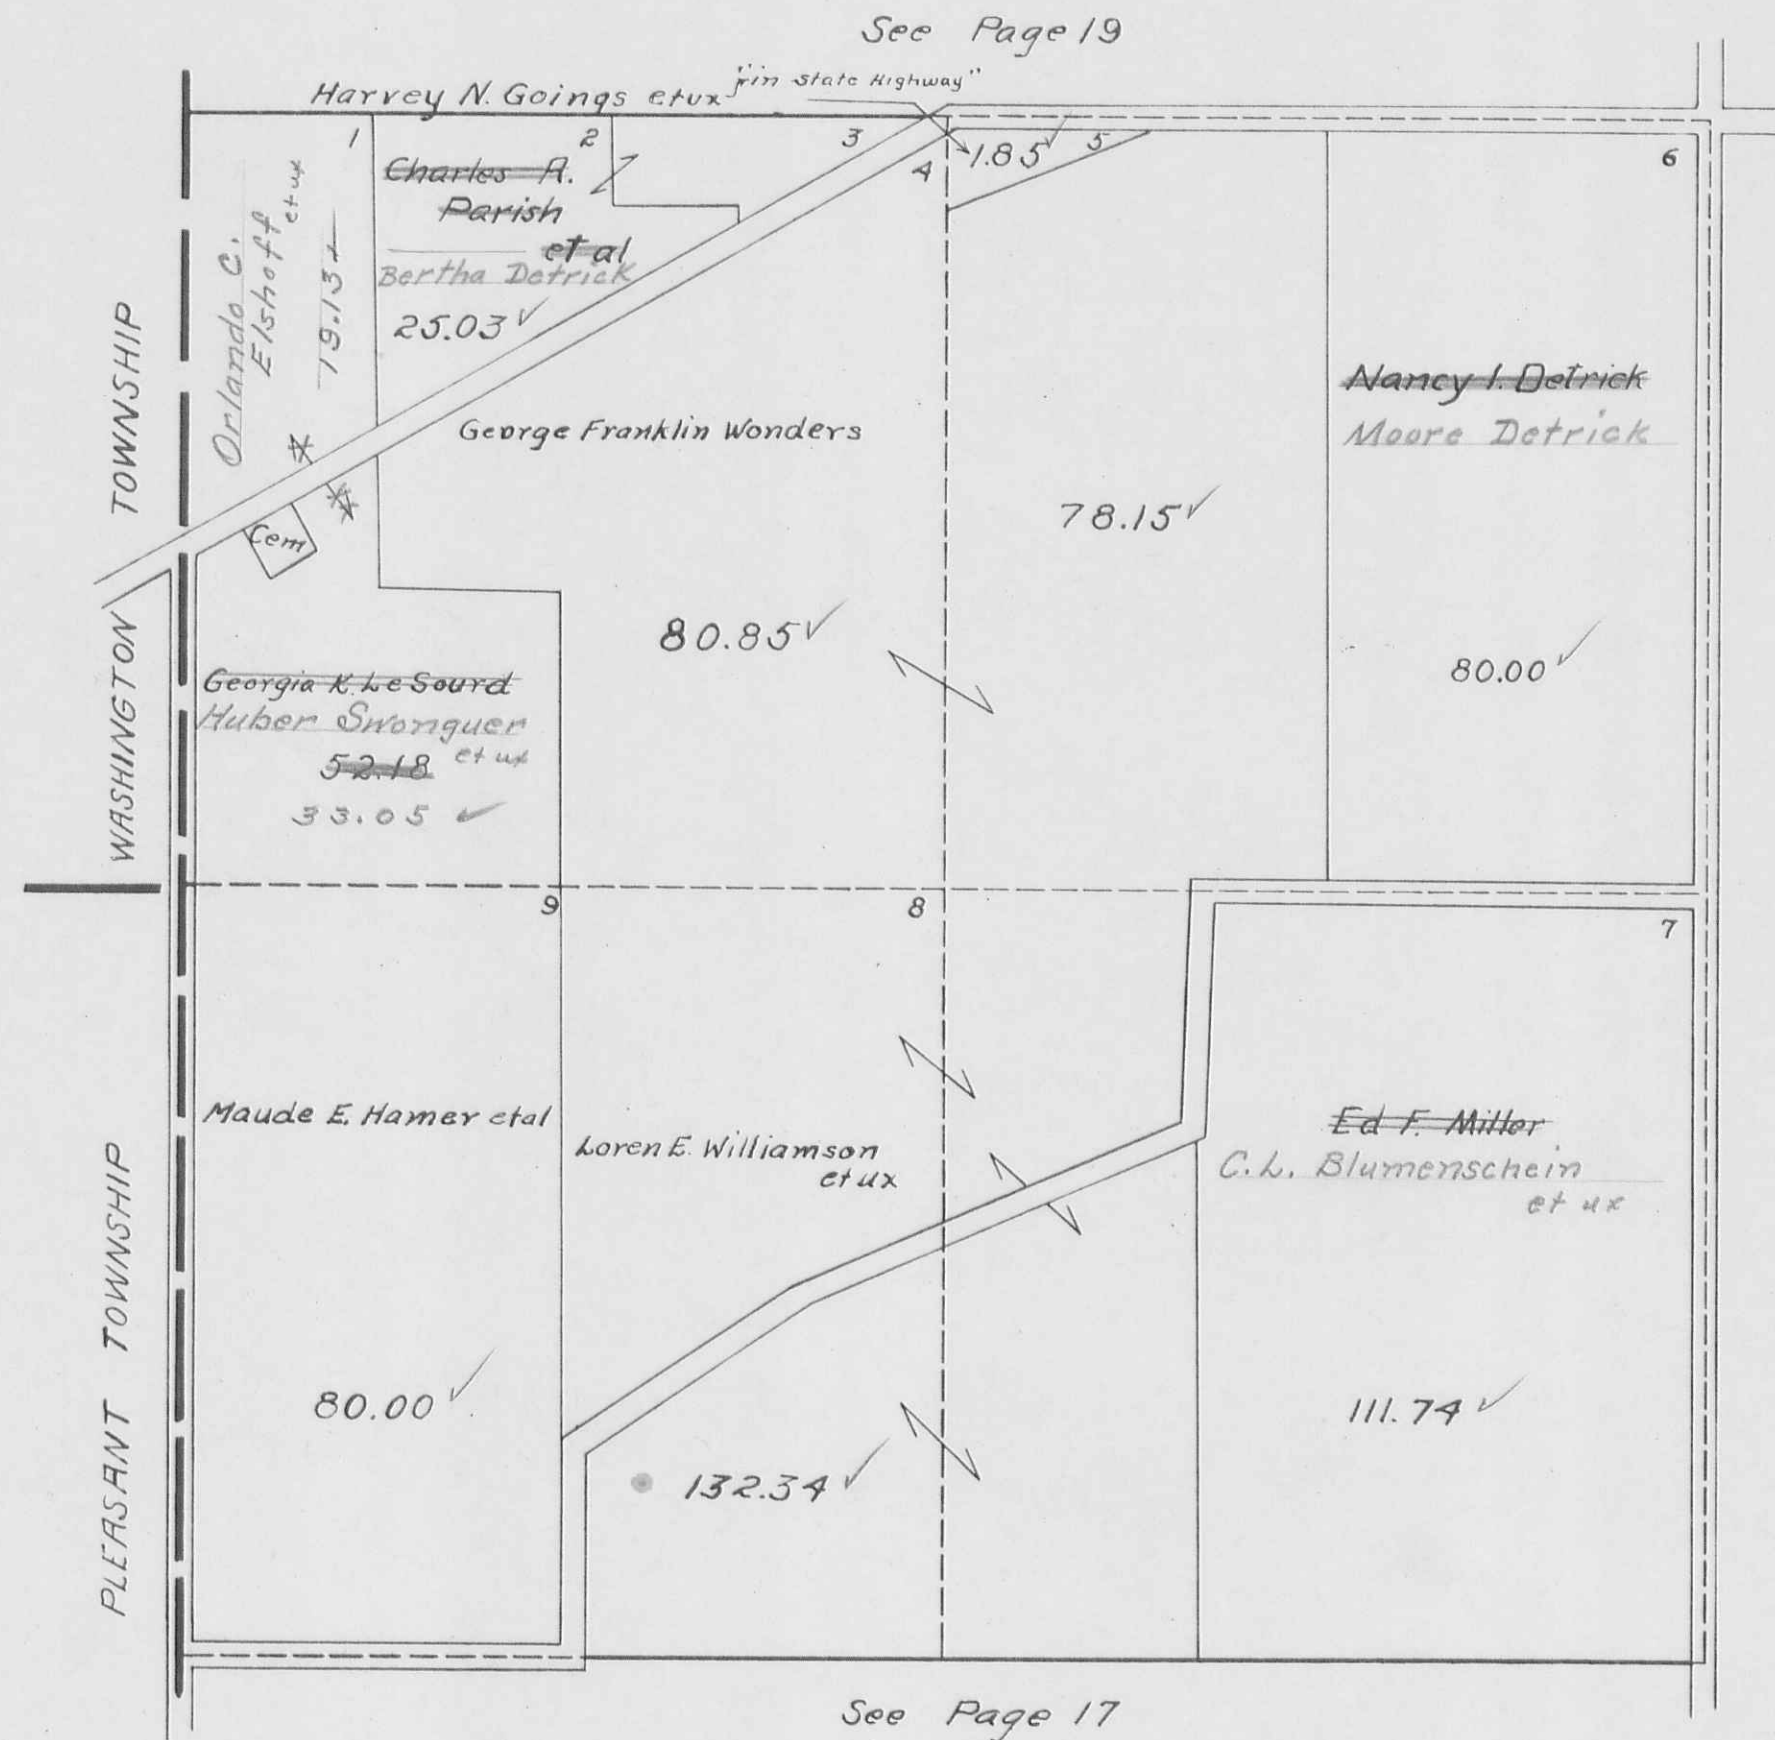 See Page 19
Harvey N. Goings etux
"in State Highway"
1
2
3
4
5
6
1.85
Orlando C.
Elshoff
et ux
19.13
Charles A.
Parish
et al
Bertha Detrick
25.03
George Franklin Wonders
80.85
78.15
Nancy I. Detrick
Moore Detrick
80.00
Cem
WASHINGTON TOWNSHIP
Georgia K. LeSourd
Huber Swonguer
et ux
52.18
33.05
9
8
7
Maude E. Hamer etal
80.00
Loren E. Williamson
et ux
132.34
Ed F. Miller
C.L. Blumenschein
et ux
111.74
PLEASANT TOWNSHIP
See Page 17